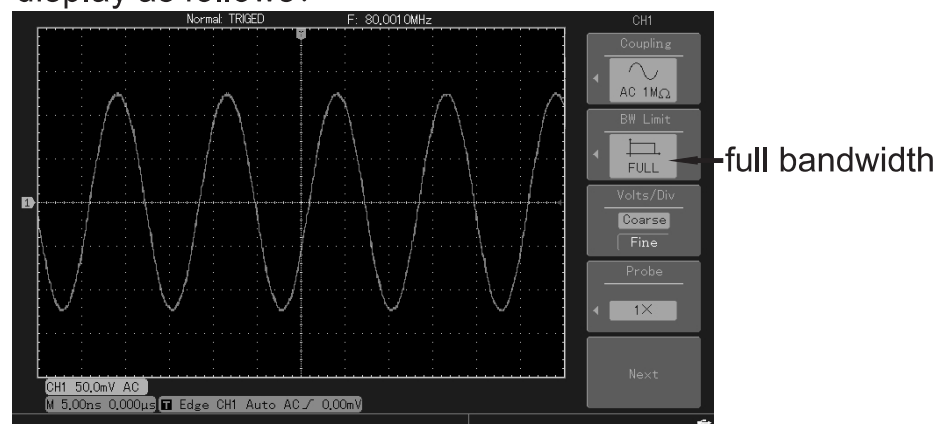 display as follows:
Normal: TRIGED F: 80.0010MHz CH1
Coupling
AC 1MΩ
BW Limit
FULL
full bandwidth
Volts/Div
Coarse
Fine
Probe
1X
Next
T
1
CH1 50.0mV AC
M 5.00ns 0.000μs T Edge CH1 Auto AC 0.00mV